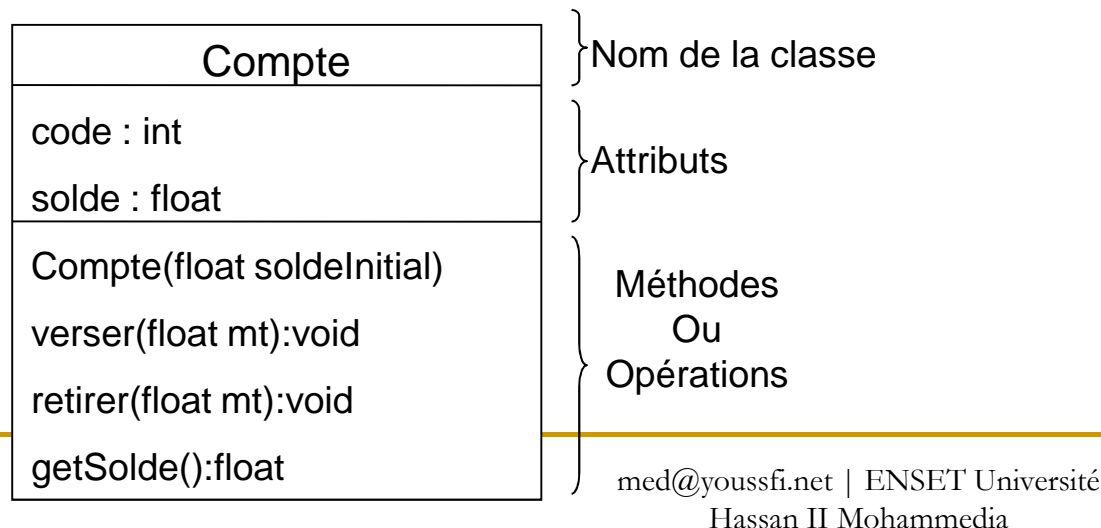 Compte
Nom de la classe
code : int
solde : float
Attributs
Compte(float soldeInitial)
verser(float mt):void
retirer(float mt):void
getSolde():float
Méthodes
Ou
Opérations
med@youssfi.net | ENSET Université
Hassan II Mohammedia